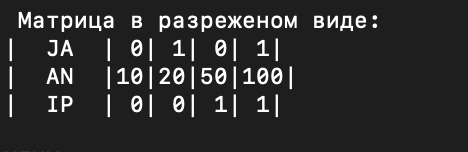 Матрица в разреженом виде:
|  JA  | 0| 1| 0| 1|
|  AN  |10|20|50|100|
|  IP  | 0| 0| 1| 1|